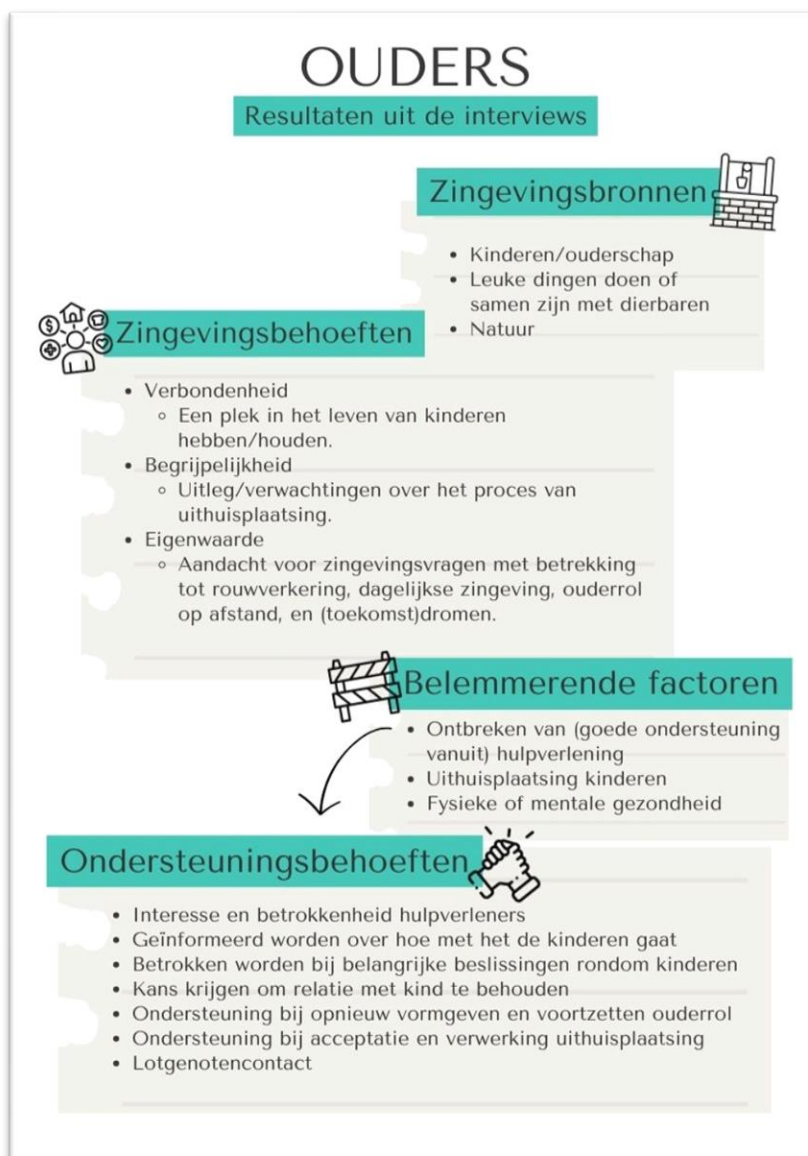 OUDERS
Resultaten uit de interviews
Zingevingsbronnen
• Kinderen/ouderschap
• Leuke dingen doen of
samen zijn met dierbaren
• Natuur
Zingevingsbehoeften
• Verbondenheid
◦ Een plek in het leven van kinderen
hebben/houden.
• Begrijpelijkheid
◦ Uitleg/verwachtingen over het proces van
uithuisplaatsing.
• Eigenwaarde
◦ Aandacht voor zingevingsvragen met betrekking
tot rouwverkering, dagelijkse zingeving, ouderrol
op afstand, en (toekomst)dromen.
Belemmerende factoren
• Ontbreken van (goede ondersteuning
vanuit) hulpverlening
• Uithuisplaatsing kinderen
• Fysieke of mentale gezondheid
Ondersteuningsbehoeften
• Interesse en betrokkenheid hulpverleners
• Geïnformeerd worden over hoe met het de kinderen gaat
• Betrokken worden bij belangrijke beslissingen rondom kinderen
• Kans krijgen om relatie met kind te behouden
• Ondersteuning bij opnieuw vormgeven en voortzetten ouderrol
• Ondersteuning bij acceptatie en verwerking uithuisplaatsing
• Lotgenotencontact